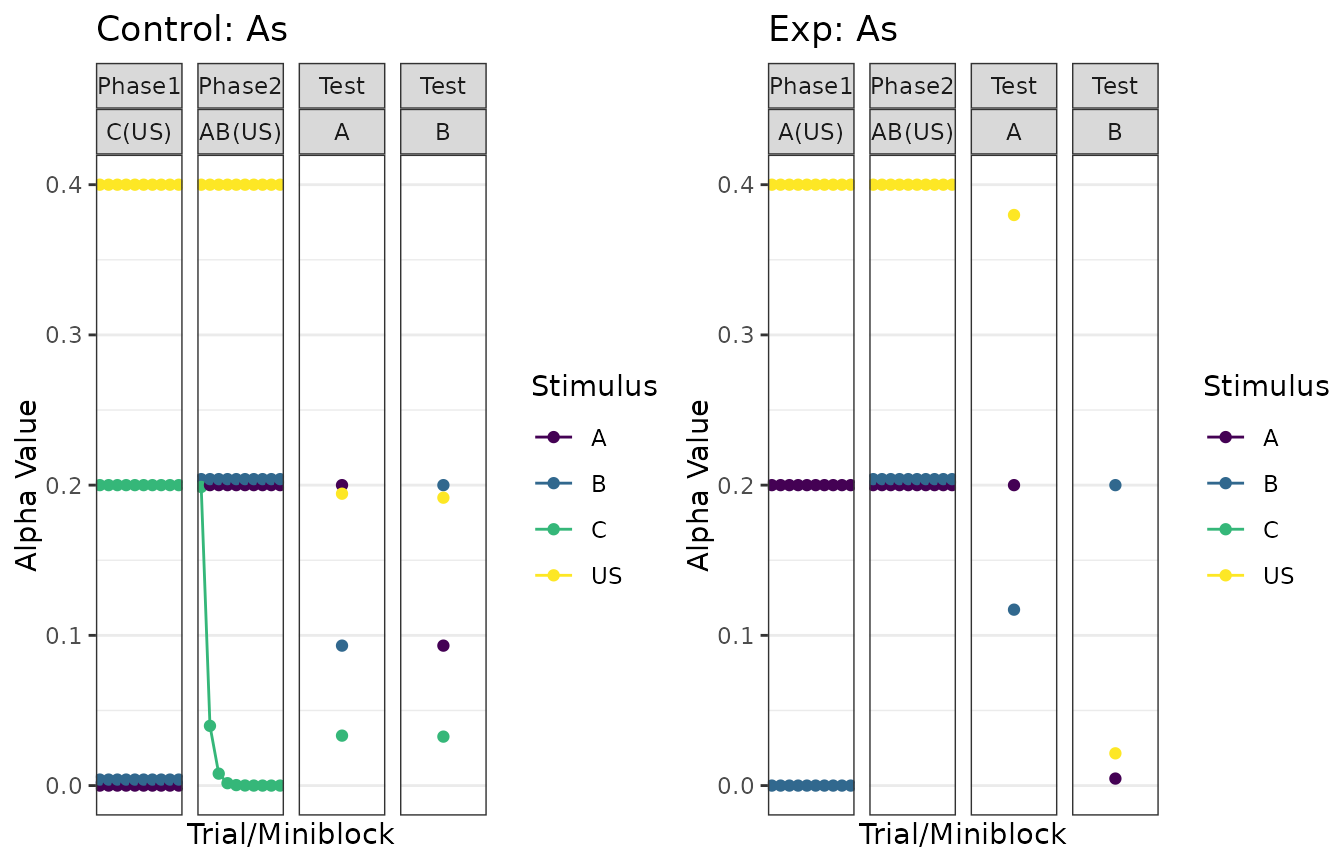 Control: As
Phase1 Phase2 Test Test
C(US) AB(US) A B
0.4
0.3
0.2
0.1
0.0
Alpha Value
Trial/Miniblock
Stimulus
A
B
C
US
Exp: As
Phase1 Phase2 Test Test
A(US) AB(US) A B
0.4
0.3
0.2
0.1
0.0
Alpha Value
Trial/Miniblock
Stimulus
A
B
C
US